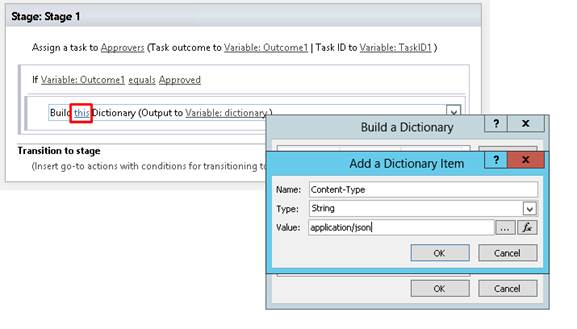 Stage: Stage 1
Assign a task to Approvers (Task outcome to Variable: Outcome1 | Task ID to Variable: TaskID1 )
If Variable: Outcome1 equals Approved
Build this Dictionary (Output to Variable: dictionary )
Transition to stage
(Insert go-to actions with conditions for transitioning to
Build a Dictionary
? x
Add a Dictionary Item
? x
Name: Content-Type
Type: String
Value: application/json ... fx
OK Cancel
OK Cancel